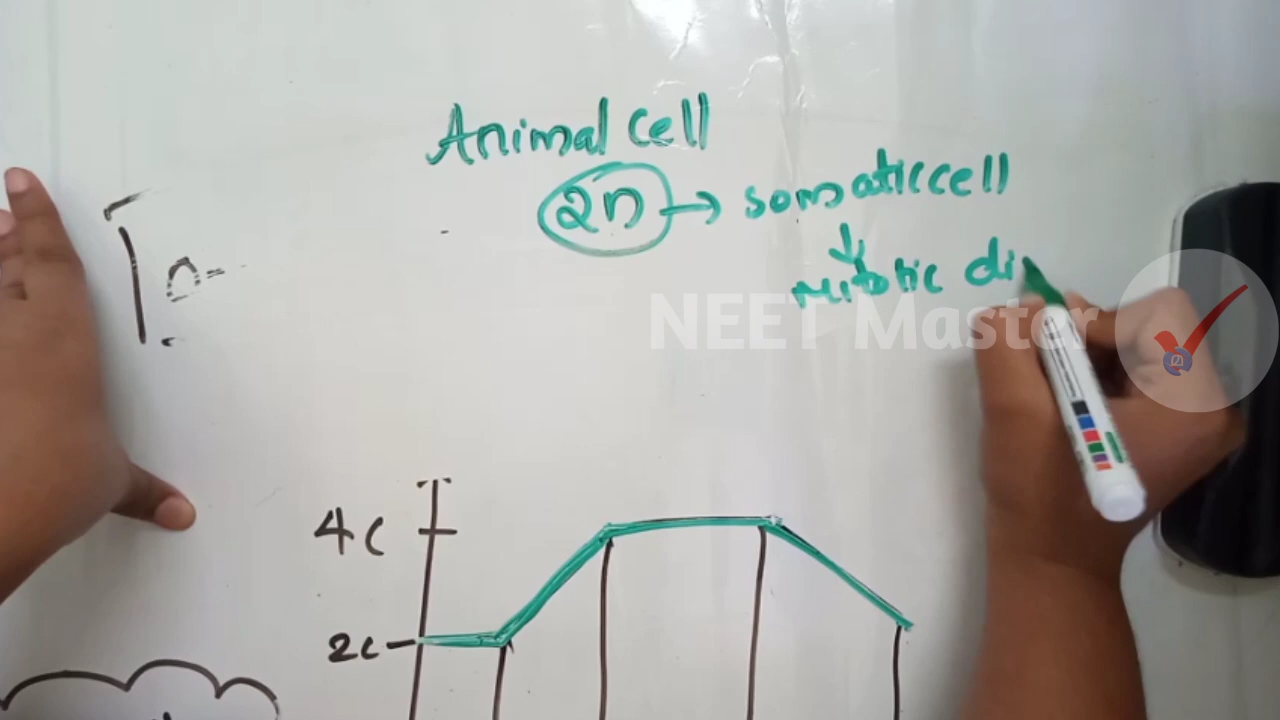 Animal cell
2n → somatic cell
↓
mitotic di
n-
NEET Master
4C
2C